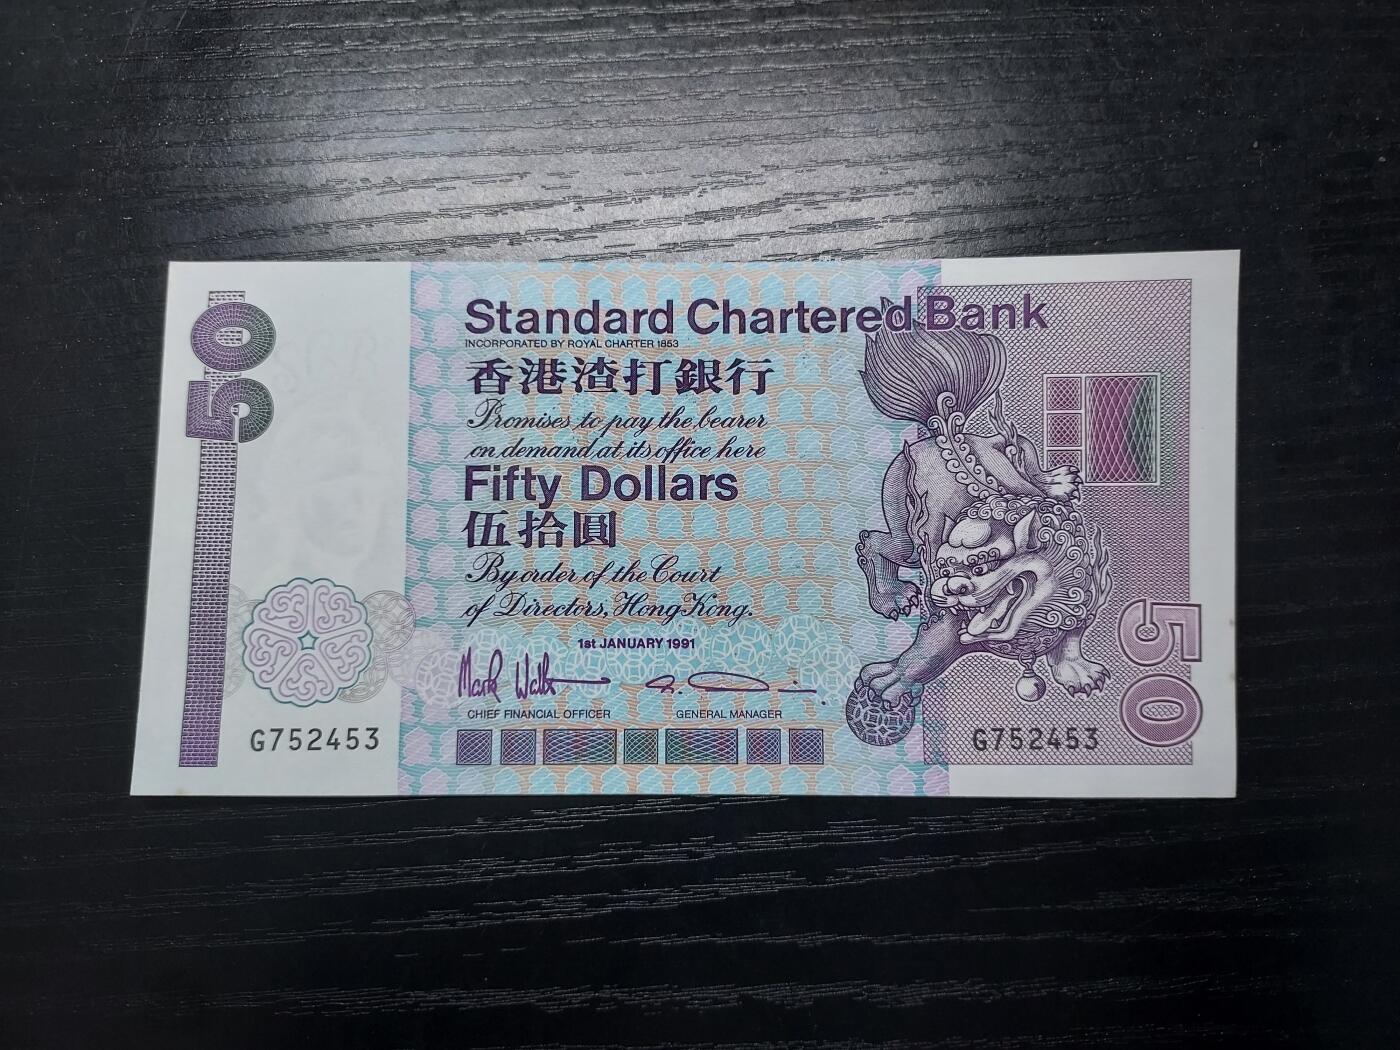 50
Standard Chartered Bank
INCORPORATED BY ROYAL CHARTER 1853
香港渣打銀行
Promises to pay the bearer
on demand at its office here
Fifty Dollars
伍拾圓
By order of the Court
of Directors, Hong Kong.
1st JANUARY 1991
CHIEF FINANCIAL OFFICER GENERAL MANAGER
G752453 G752453
50